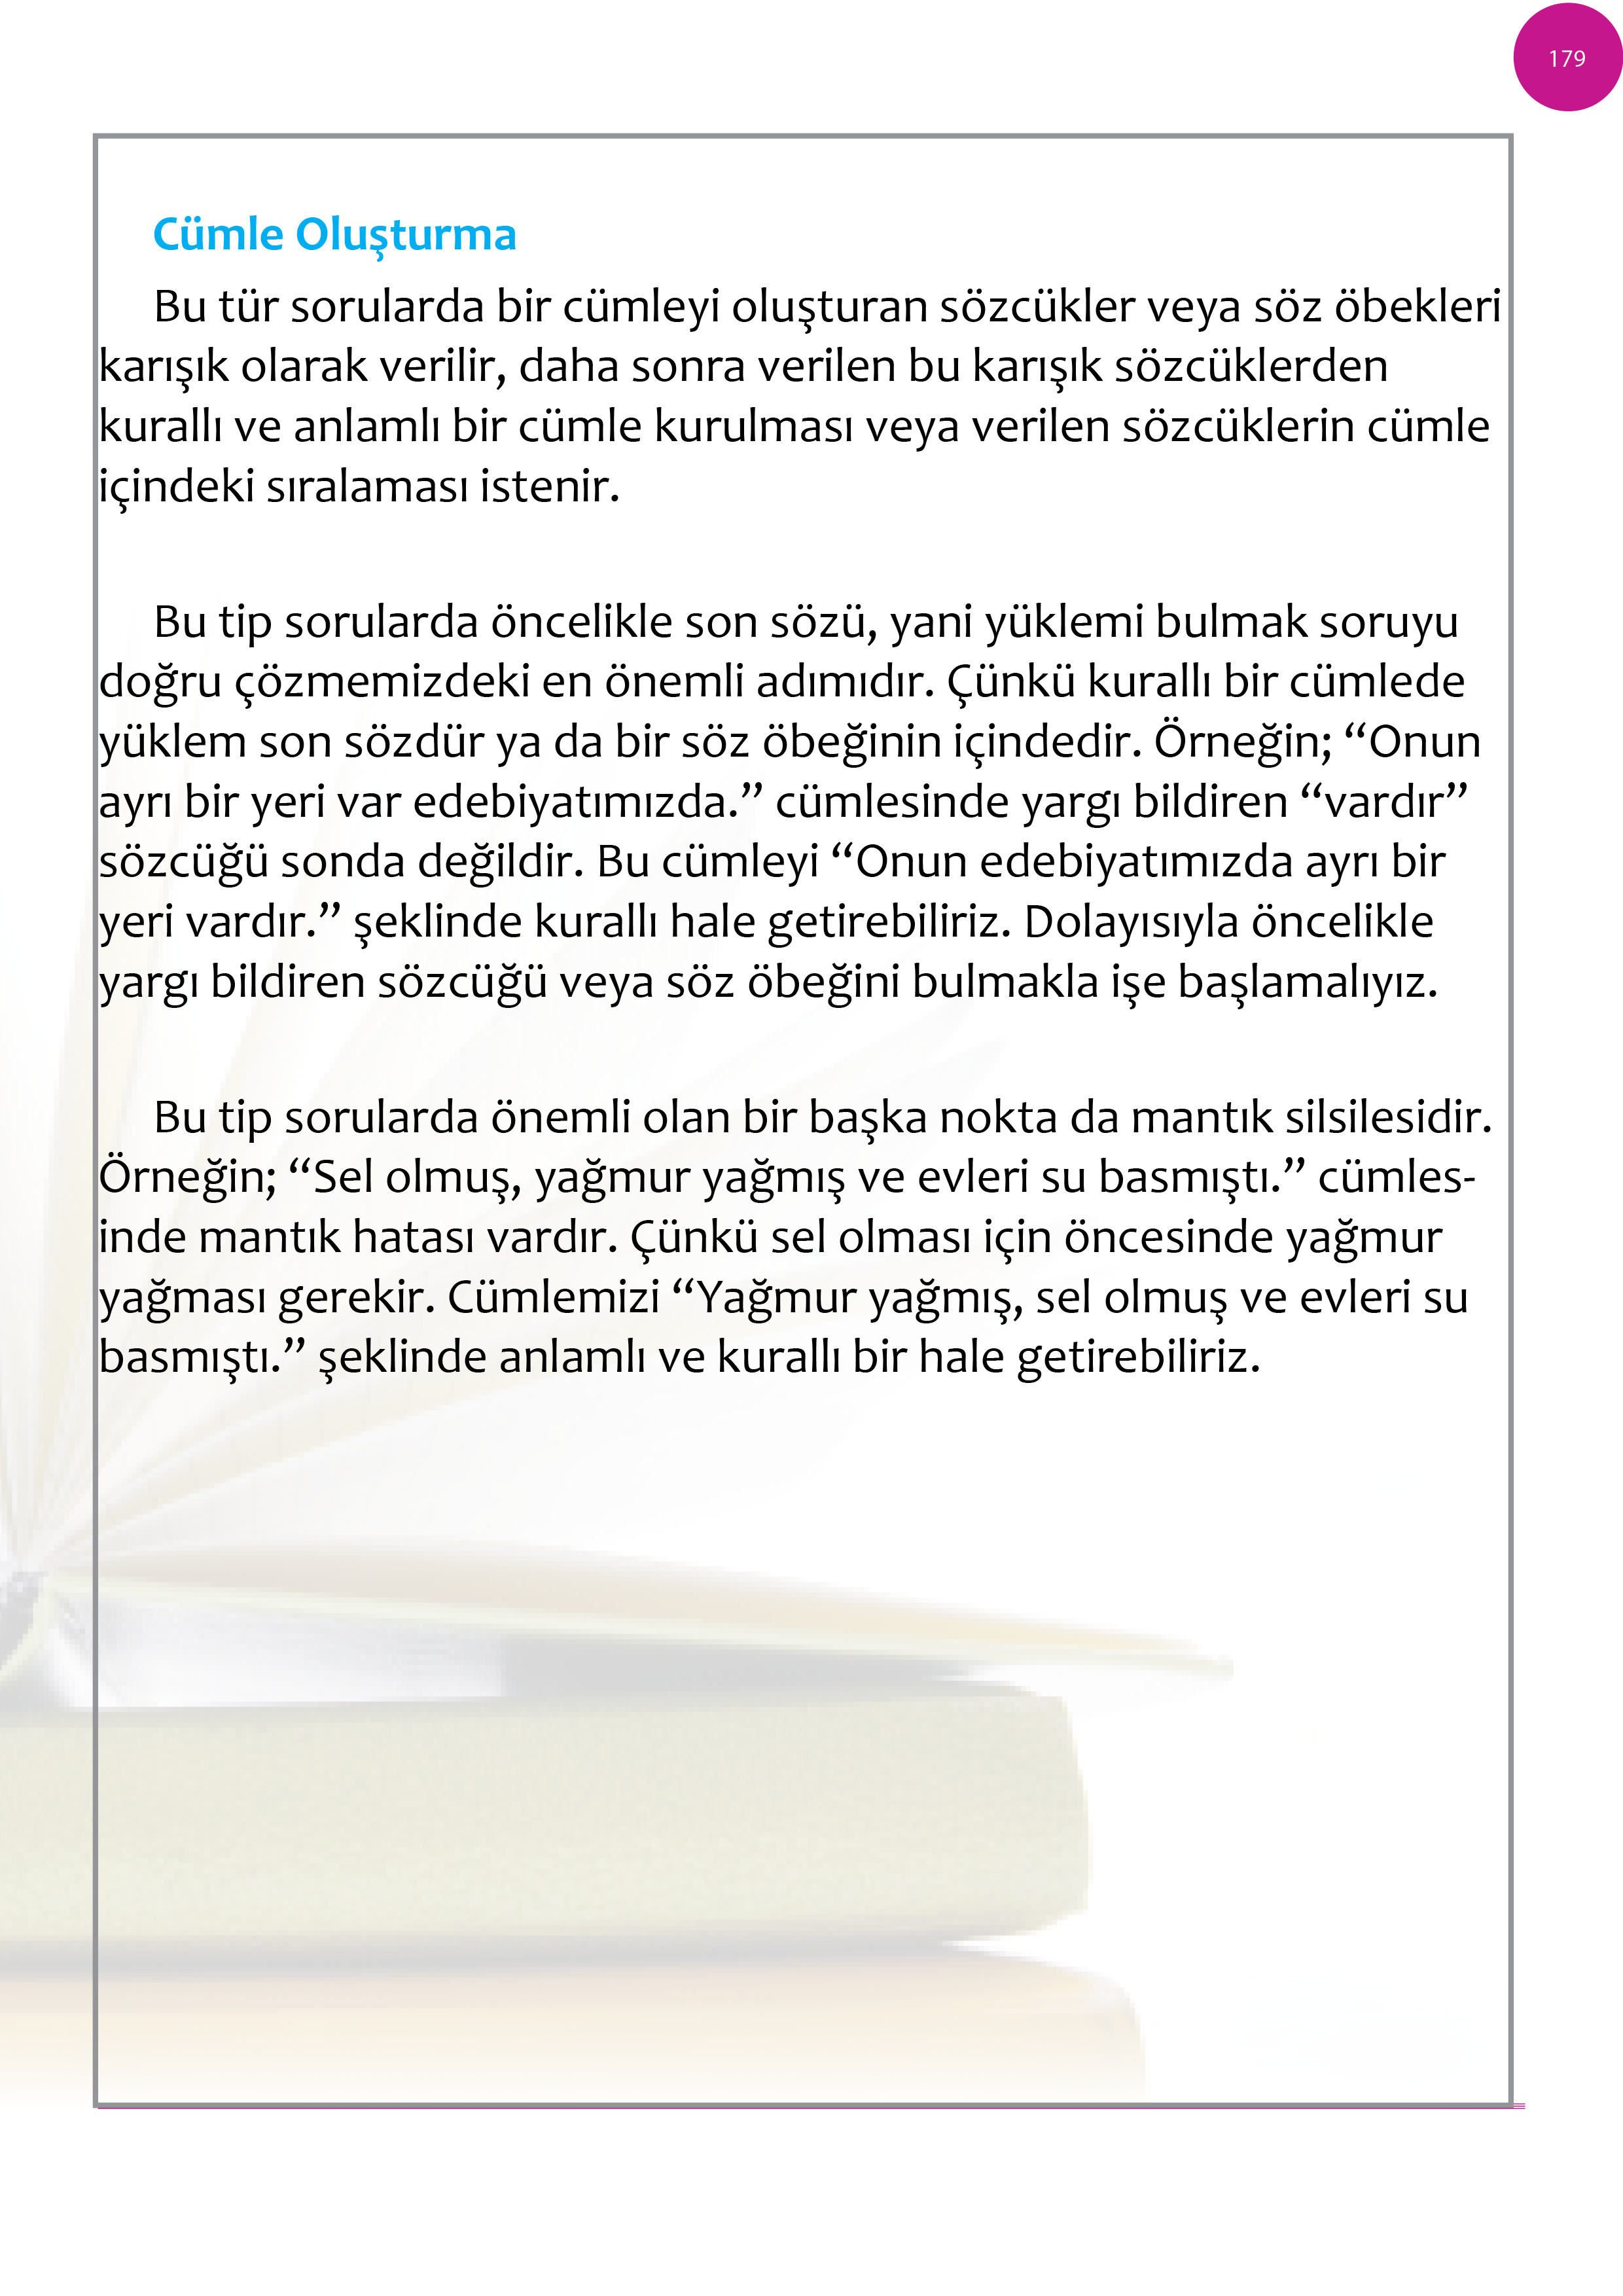 179
Cümle Oluşturma
Bu tür sorularda bir cümleyi oluşturan sözcükler veya söz öbekleri
karışık olarak verilir, daha sonra verilen bu karışık sözcüklerden
kurallı ve anlamlı bir cümle kurulması veya verilen sözcüklerin cümle
içindeki sıralaması istenir.
Bu tip sorularda öncelikle son sözü, yani yüklemi bulmak soruyu
doğru çözmemizdeki en önemli adımıdır. Çünkü kurallı bir cümlede
yüklem son sözdür ya da bir söz öbeğinin içindedir. Örneğin; “Onun
ayrı bir yeri var edebiyatımızda.” cümlesinde yargı bildiren “vardır”
sözcüğü sonda değildir. Bu cümleyi “Onun edebiyatımızda ayrı bir
yeri vardır.” şeklinde kurallı hale getirebiliriz. Dolayısıyla öncelikle
yargı bildiren sözcüğü veya söz öbeğini bulmakla işe başlamalıyız.
Bu tip sorularda önemli olan bir başka nokta da mantık silsilesidir.
Örneğin; “Sel olmuş, yağmur yağmış ve evleri su basmıştı.” cümles-
inde mantık hatası vardır. Çünkü sel olması için öncesinde yağmur
yağması gerekir. Cümlemizi “Yağmur yağmış, sel olmuş ve evleri su
basmıştı.” şeklinde anlamlı ve kurallı bir hale getirebiliriz.